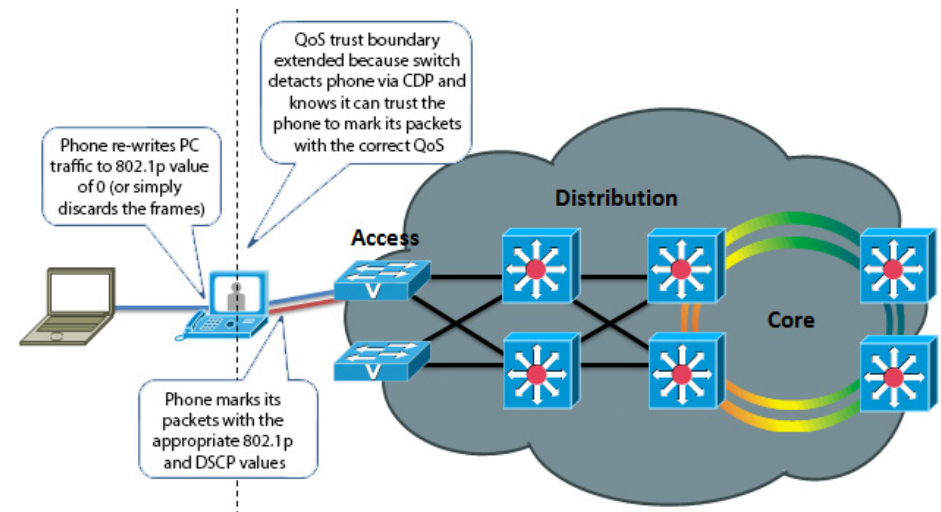 QoS trust boundary
extended because switch
detacts phone via CDP and
knows it can trust the
phone to mark its packets
with the correct QoS
Phone re-writes PC
traffic to 802.1p value
of 0 (or simply
discards the frames)
Distribution
Access
V
Core
V
Phone marks its
packets with the
appropriate 802.1p
and DSCP values